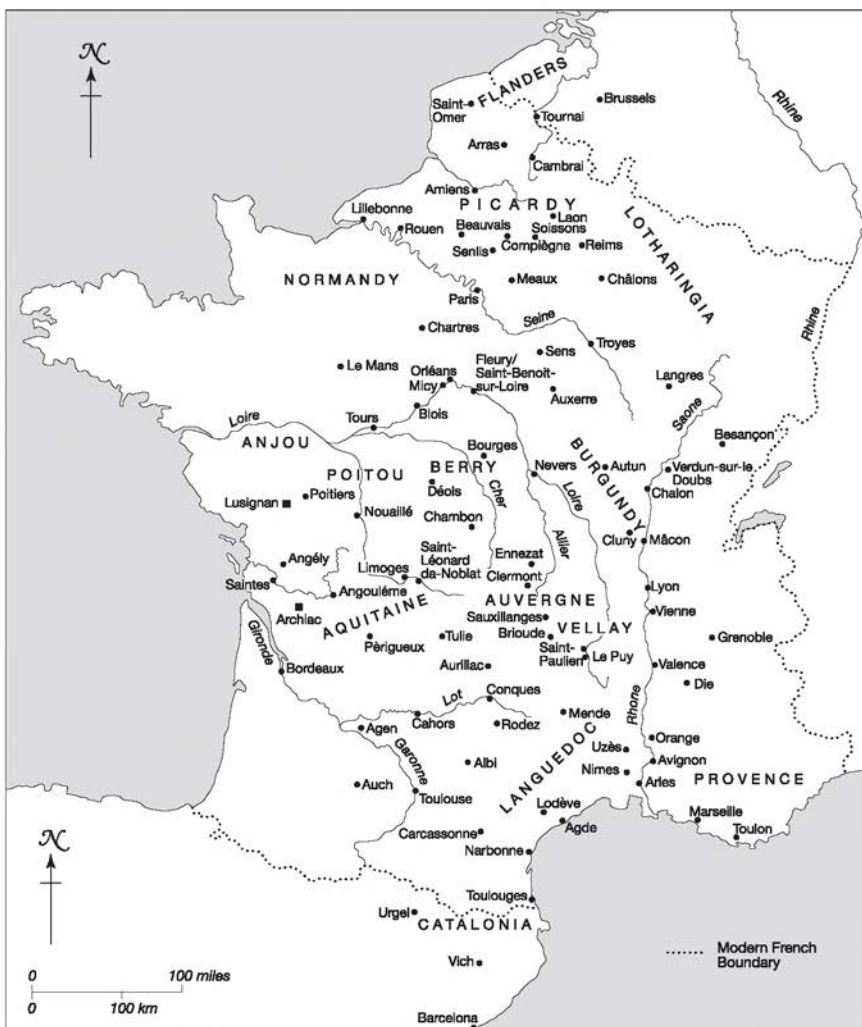 N
FLANDERS
Saint-
Omer
Brussels
Tournai
Rhine
Arras
Cambrai
Amiens
PICARDY
Lillebonne
Rouen
Beauvais
Laon
Soissons
Compiègne
Senlis
Reims
LOTHARINGIA
NORMANDY
Meaux
Châlons
Paris
Rhine
Seine
Chartres
Troyes
Sens
Le Mans
Orléans
Micy
Fleury/
Saint-Benoit-
sur-Loire
Langres
Auxerre
Blois
Saone
Loire
Tours
ANJOU
Besançon
Bourges
POITOU
BERRY
Nevers
BURGUNDY
Autun
Verdun-sur-le
Doubs
Déols
Cher
Loire
Chalon
Lusignan
Poitiers
Nouaillé
Chambon
Allier
Cluny
Mâcon
Angély
Saint-
Léonard
da-Noblat
Ennezat
Limoges
Clermont
Saintes
Angouléme
Lyon
AUVERGNE
Archiac
AQUITAINE
Sauxillanges
Vienne
Gironde
Pèrigueux
Tulie
Brioude
VELLAY
Grenoble
Saint-
Paulien
Le Puy
Bordeaux
Aurillac
Valence
Die
Conques
Lot
Rhone
Cahors
Rodez
Mende
Agen
Orange
Garonne
LANGUEDOC
Uzès
Avignon
Albi
Nimes
Auch
Arles
PROVENCE
Toulouse
Lodève
Marseille
Agde
Toulon
Carcassonne
N
Narbonne
Toulouges
Urgel
CATALONIA
Modern French
Boundary
Vich
0 100 miles
0 100 km
Barcelona